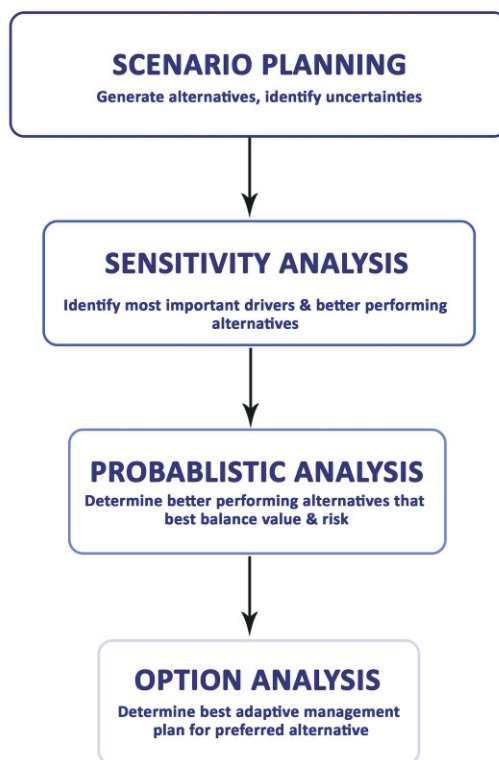 SCENARIO PLANNING
Generate alternatives, identify uncertainties
SENSITIVITY ANALYSIS
Identify most important drivers & better performing
alternatives
PROBABLISTIC ANALYSIS
Determine better performing alternatives that
best balance value & risk
OPTION ANALYSIS
Determine best adaptive management
plan for preferred alternative